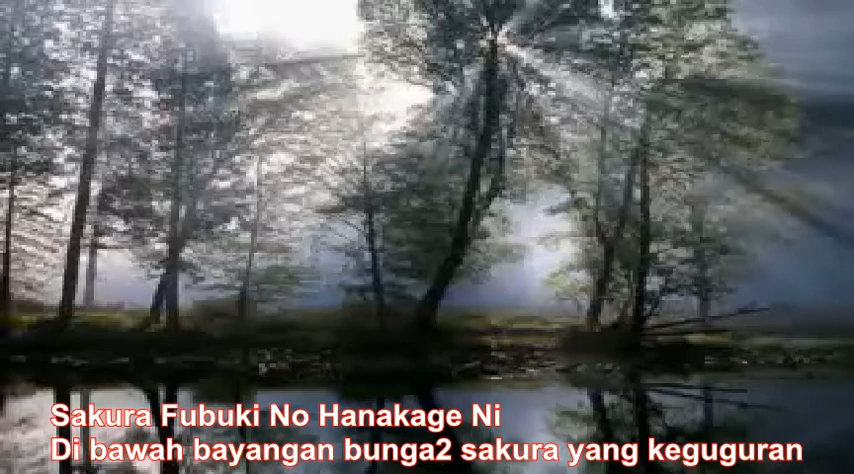 Sakura Fubuki No Hanakage Ni
Di bawah bayangan bunga2 sakura yang keguguran